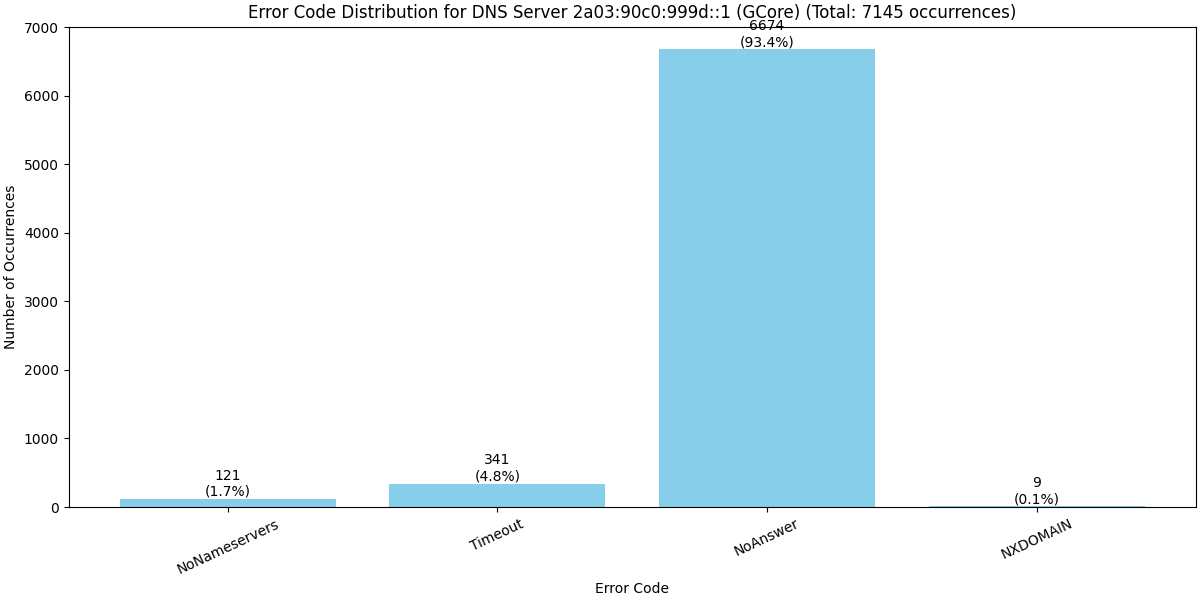 Error Code Distribution for DNS Server 2a03:90c0:999d::1 (GCore) (Total: 7145 occurrences)
Number of Occurrences
7000
6000
5000
4000
3000
2000
1000
0
121
(1.7%)
341
(4.8%)
6674
(93.4%)
9
(0.1%)
NoNameservers
Timeout
NoAnswer
NXDOMAIN
Error Code